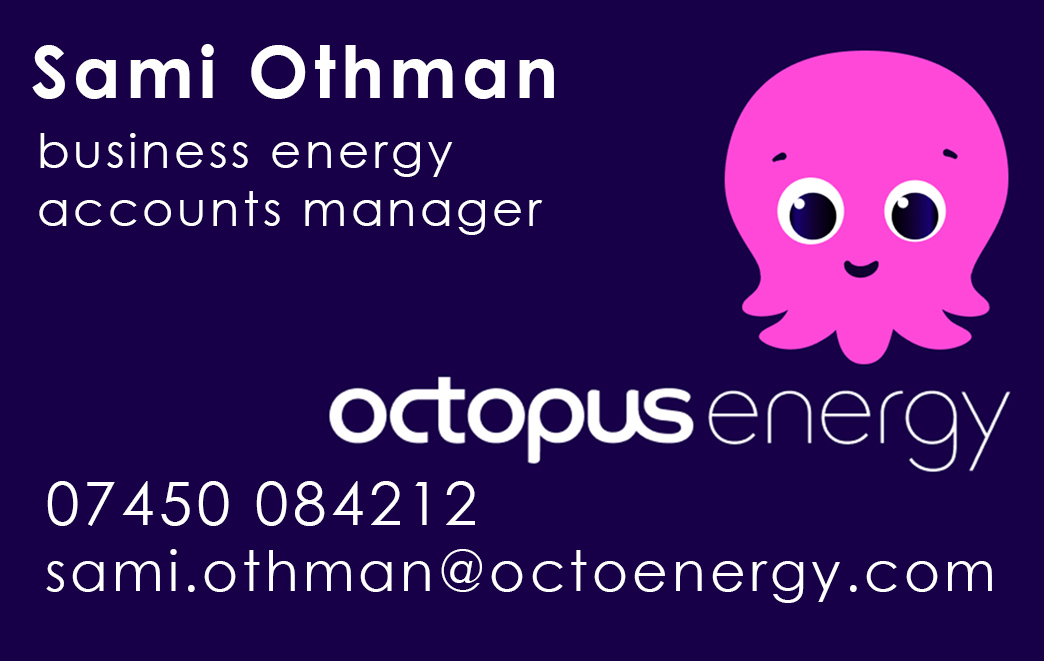 Sami Othman
business energy
accounts manager
octopus energy
07450 084212
sami.othman@octoenergy.com